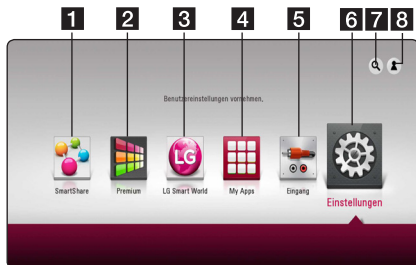 1 2 3 4 5 6 7 8
Benutzereinstellungen vornehmen.
LG
SmartShare Premium LG Smart World My Apps Eingang Einstellungen